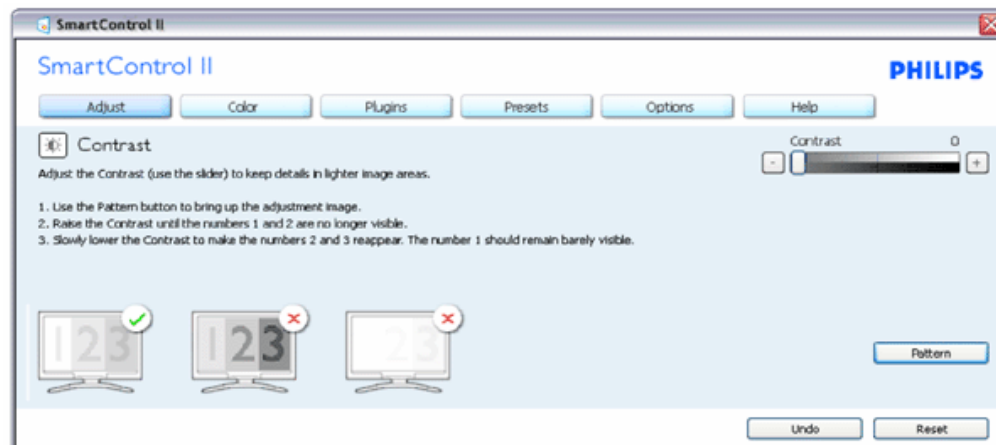 SmartControl II
SmartControl II
PHILIPS
Adjust Color Plugins Presets Options Help
Contrast
Contrast 0
- +
Adjust the Contrast (use the slider) to keep details in lighter image areas.
1. Use the Pattern button to bring up the adjustment image.
2. Raise the Contrast until the numbers 1 and 2 are no longer visible.
3. Slowly lower the Contrast to make the numbers 2 and 3 reappear. The number 1 should remain barely visible.
123 123 23
Pattern
Undo Reset